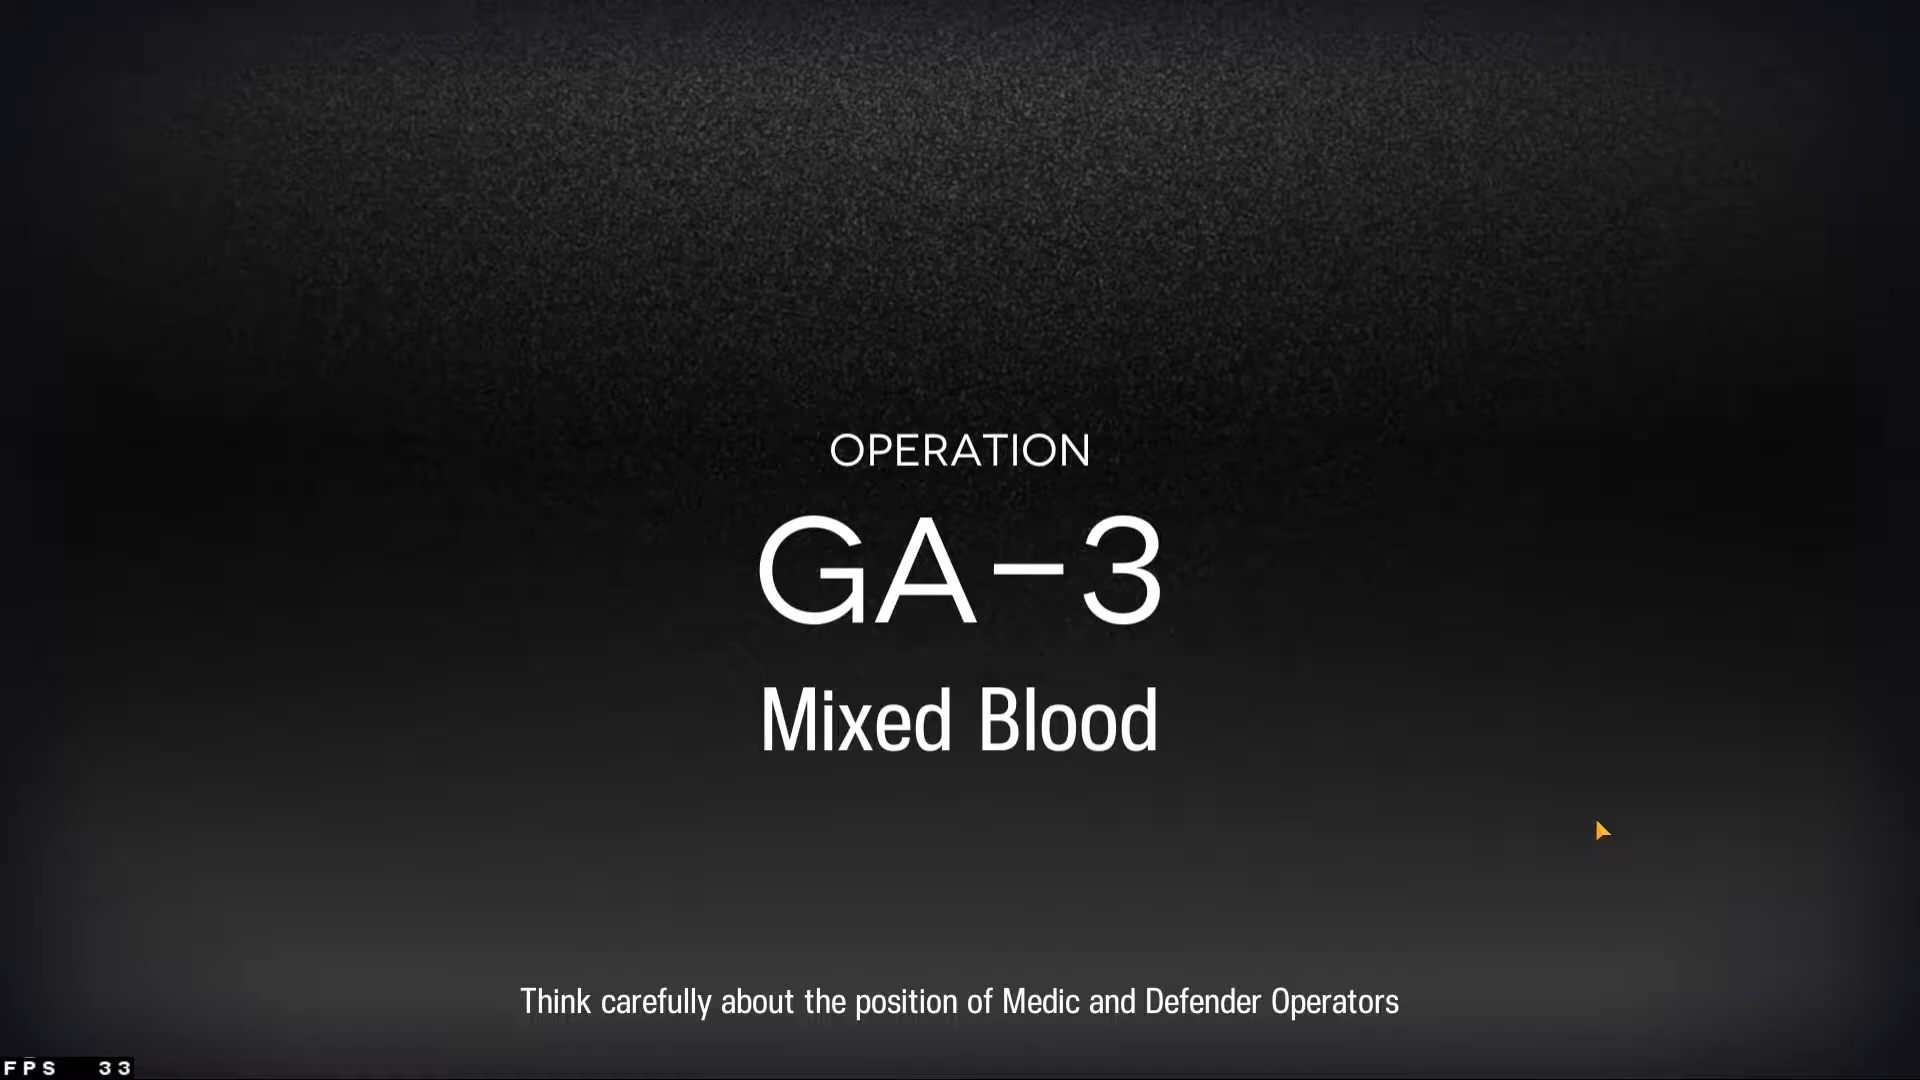 OPERATION
GA-3
Mixed Blood
Think carefully about the position of Medic and Defender Operators
FPS 33